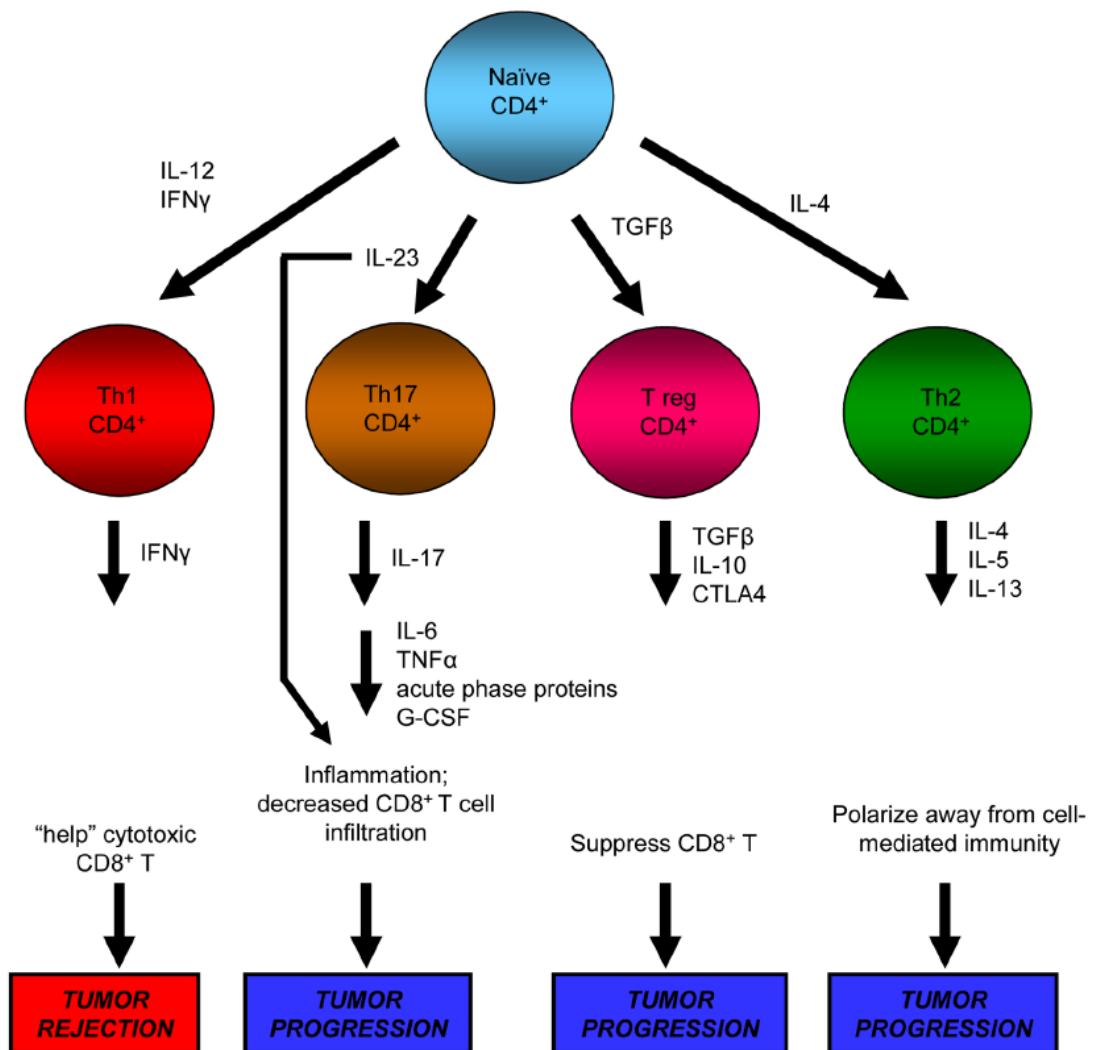 Naïve
CD4⁺
IL-12
IFNγ
IL-23
TGFβ
IL-4
Th1
CD4⁺
Th17
CD4⁺
T reg
CD4⁺
Th2
CD4⁺
IFNγ
IL-17
TGFβ
IL-10
CTLA4
IL-4
IL-5
IL-13
IL-6
TNFα
acute phase proteins
G-CSF
“help” cytotoxic
CD8⁺ T
Inflammation;
decreased CD8⁺ T cell
infiltration
Suppress CD8⁺ T
Polarize away from cell-
mediated immunity
TUMOR
REJECTION
TUMOR
PROGRESSION
TUMOR
PROGRESSION
TUMOR
PROGRESSION